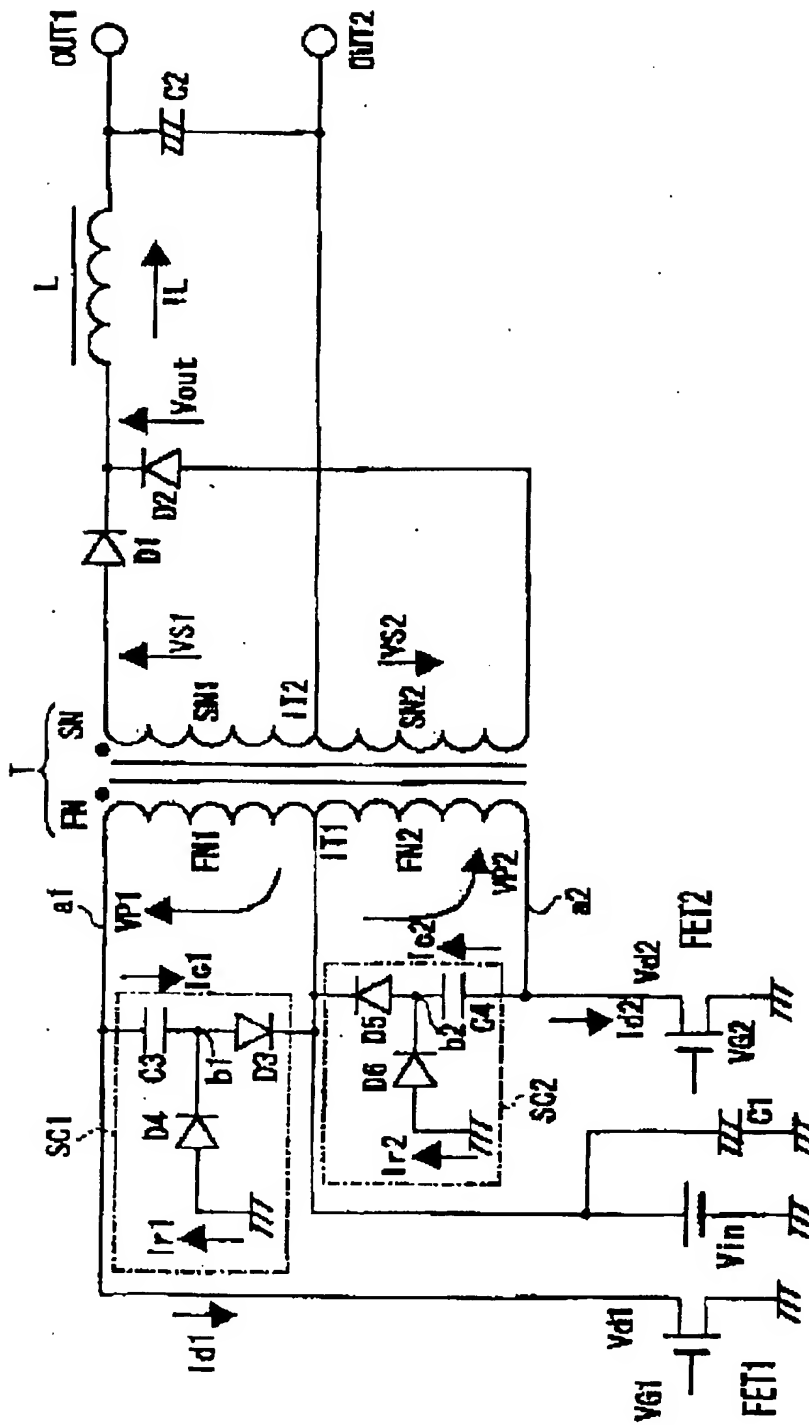 T
FN
SN
a1
VP1
FN1
SN1
VS1
D1
D2
Vout
L
IL
C2
OUT1
OUT2
SC1
C3
Ic1
b1
D4
D3
Ir1
Id1
IT1
IT2
FN2
SN2
VS2
VP2
a2
Ic2
D5
b2
C4
D6
Ir2
SC2
Vd2
Id2
FET2
VG2
C1
Vin
Vd1
VG1
FET1